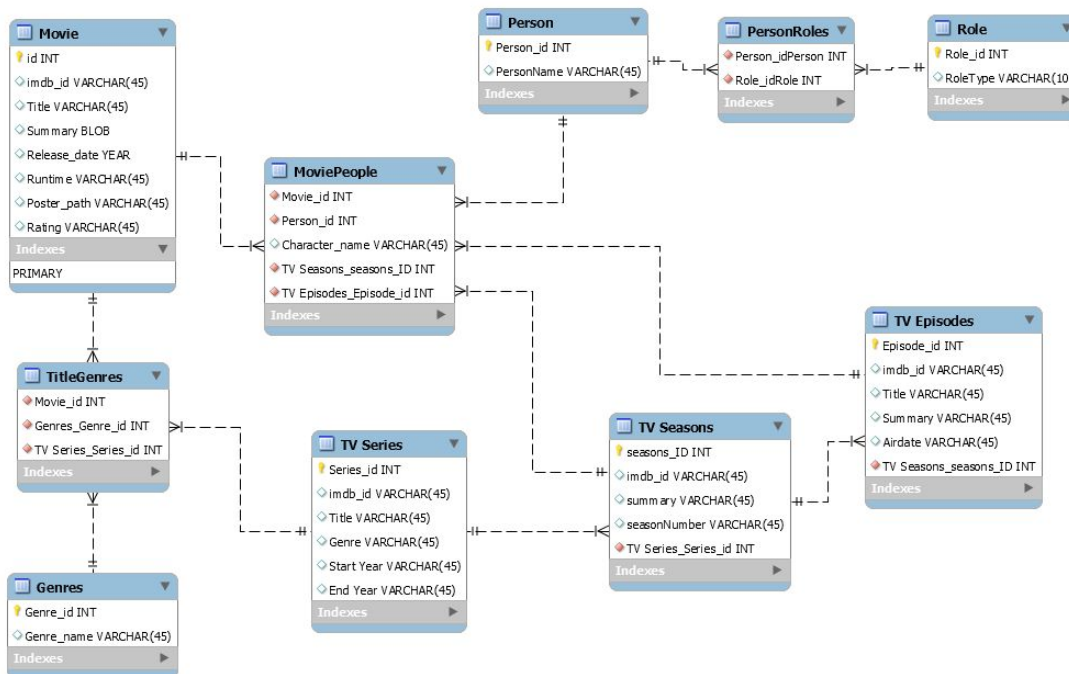 Movie
id INT
imdb_id VARCHAR(45)
Title VARCHAR(45)
Summary BLOB
Release_date YEAR
Runtime VARCHAR(45)
Poster_path VARCHAR(45)
Rating VARCHAR(45)
Indexes
PRIMARY
Person
Person_id INT
PersonName VARCHAR(45)
Indexes
PersonRoles
Person_idPerson INT
Role_idRole INT
Indexes
Role
Role_id INT
RoleType VARCHAR(10
Indexes
MoviePeople
Movie_id INT
Person_id INT
Character_name VARCHAR(45)
TV Seasons_seasons_ID INT
TV Episodes_Episode_id INT
Indexes
TitleGenres
Movie_id INT
Genres_Genre_id INT
TV Series_Series_id INT
Indexes
TV Series
Series_id INT
imdb_id VARCHAR(45)
Title VARCHAR(45)
Genre VARCHAR(45)
Start Year VARCHAR(45)
End Year VARCHAR(45)
Indexes
TV Seasons
seasons_ID INT
imdb_id VARCHAR(45)
summary VARCHAR(45)
seasonNumber VARCHAR(45)
TV Series_Series_id INT
Indexes
TV Episodes
Episode_id INT
imdb_id VARCHAR(45)
Title VARCHAR(45)
Summary VARCHAR(45)
Airdate VARCHAR(45)
TV Seasons_seasons_ID INT
Indexes
Genres
Genre_id INT
Genre_name VARCHAR(45)
Indexes